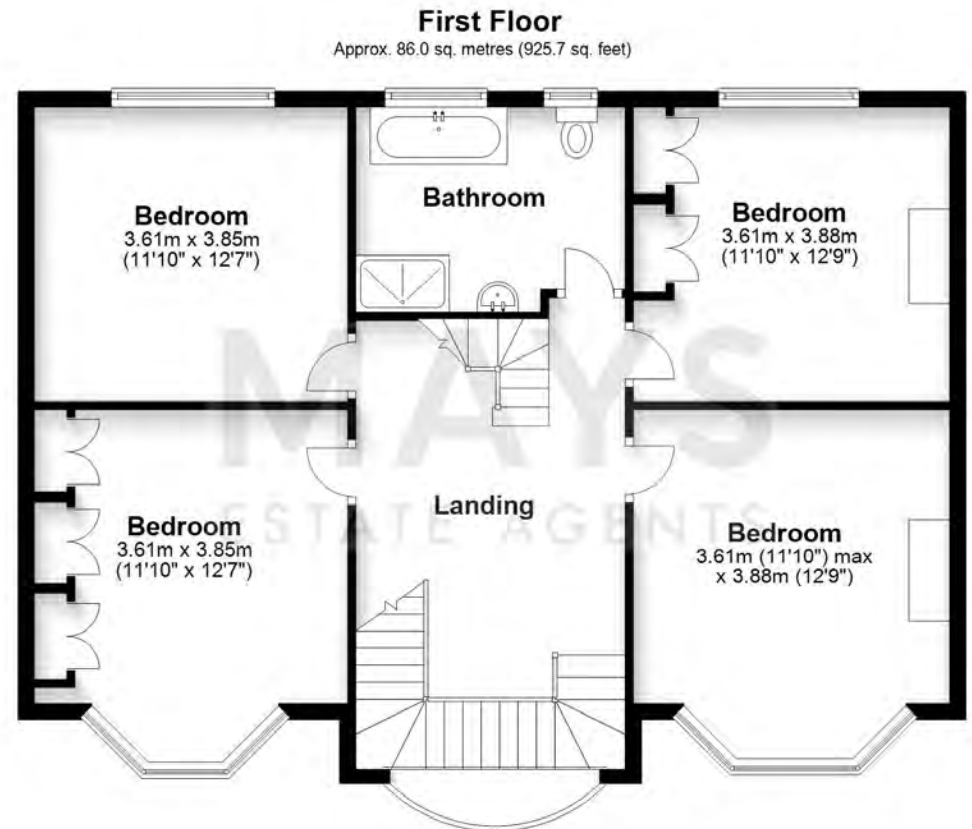 First Floor
Approx. 86.0 sq. metres (925.7 sq. feet)
Bedroom
3.61m x 3.85m
(11'10" x 12'7")
Bathroom
Bedroom
3.61m x 3.88m
(11'10" x 12'9")
MAYS
ESTATE AGENTS
Bedroom
3.61m x 3.85m
(11'10" x 12'7")
Landing
Bedroom
3.61m (11'10") max
x 3.88m (12'9")